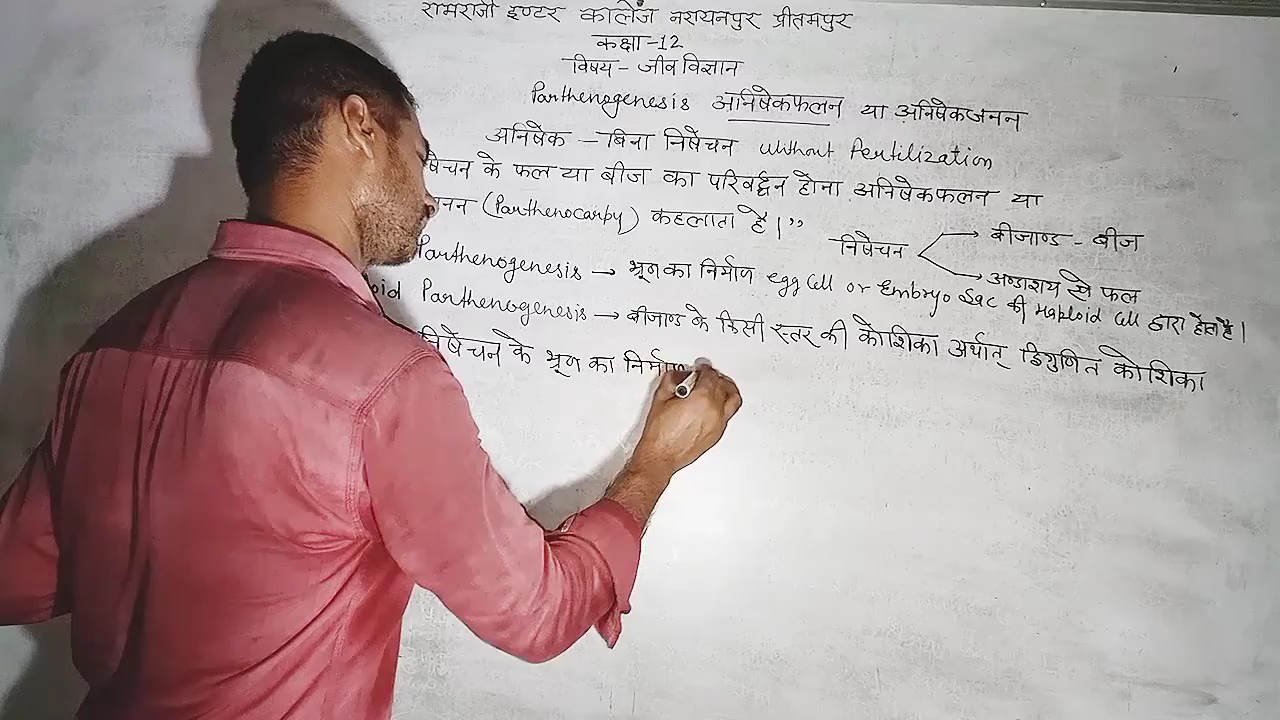 रामराजी इण्टर कालेज नरायनपुर प्रीतमपुर
कक्षा-12
विषय - जीव विज्ञान
Parthenogenesis अनिषेकफलन या अनिषेकजनन
अनिषेक - बिना निषेचन without Fertilization
षेचन के फल या बीज का परिवर्द्धन होना अनिषेकफलन या
नन (Parthenocarby) कहलाता है।”
निषेचन → बीजाण्ड - बीज
→ अण्डाशय से फल
Parthenogenesis → भ्रूण का निर्माण egg Cell or Embryo Sac की Haploid Cell द्वारा होता है।
oid Parthenogenesis → बीजाण्ड के किसी स्तर की कोशिका अर्थात् द्विगुणित कोशिका
निषेचन के भ्रूण का निर्माण